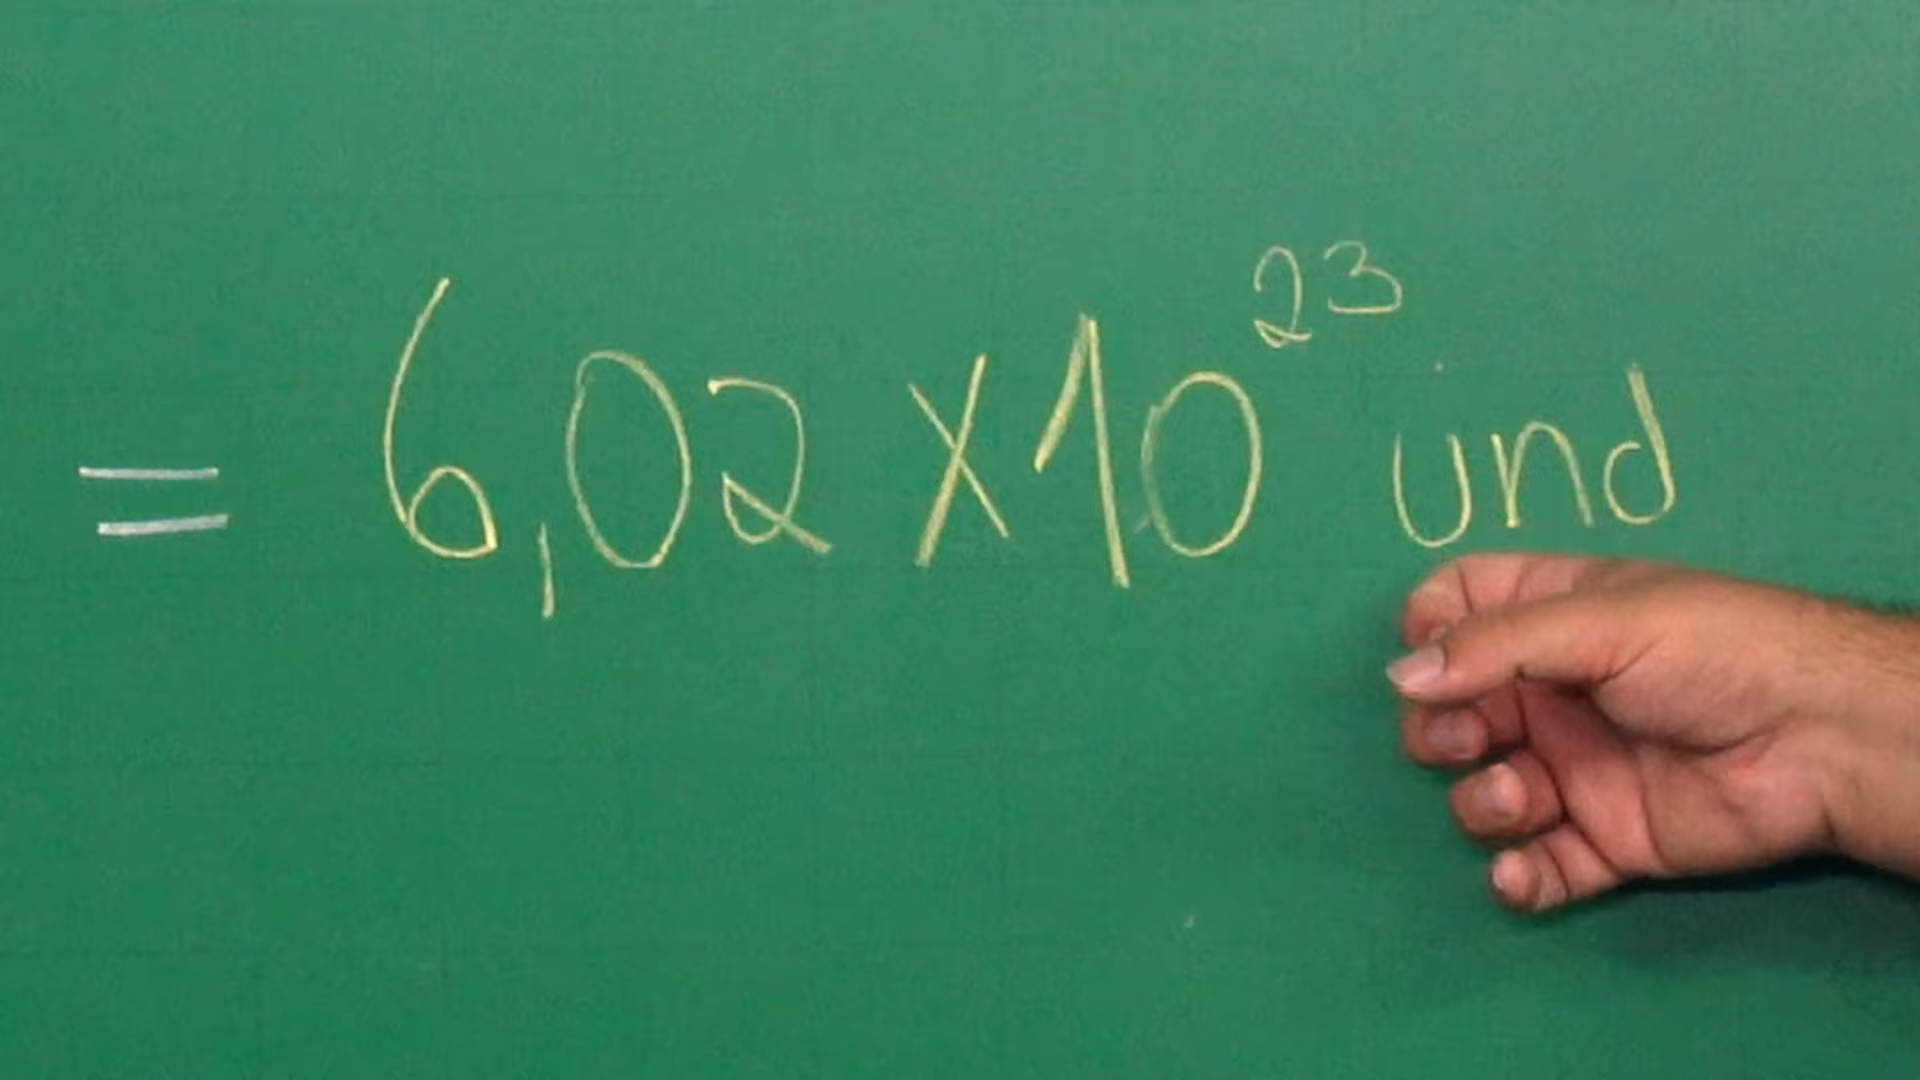 = 6,02 x 10²³ und